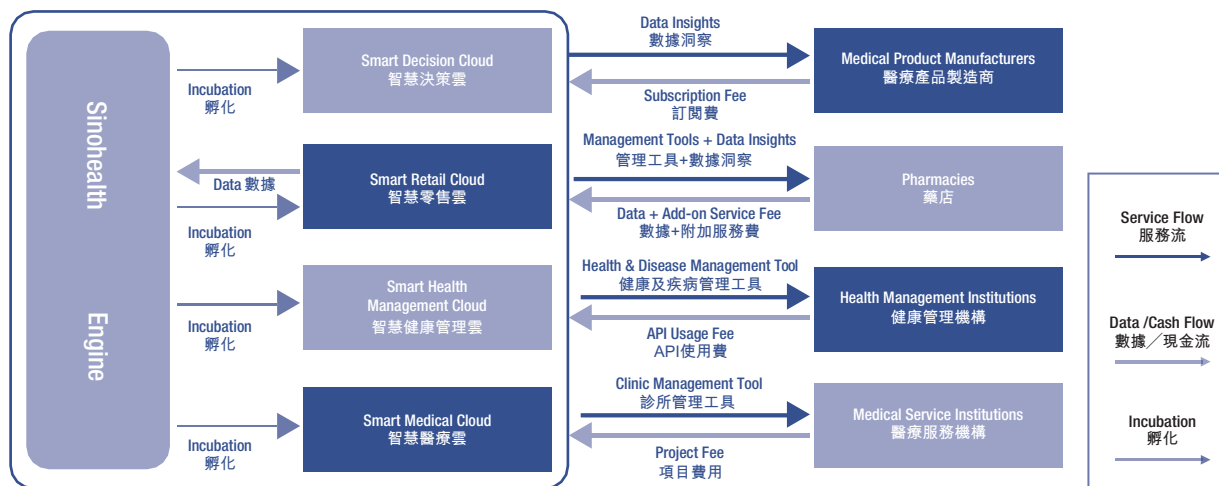 Sinohealth
Engine
Incubation
孵化
Data 數據
Incubation
孵化
Incubation
孵化
Incubation
孵化
Smart Decision Cloud
智慧決策雲
Smart Retail Cloud
智慧零售雲
Smart Health
Management Cloud
智慧健康管理雲
Smart Medical Cloud
智慧醫療雲
Data Insights
數據洞察
Subscription Fee
訂閱費
Management Tools + Data Insights
管理工具+數據洞察
Data + Add-on Service Fee
數據+附加服務費
Health & Disease Management Tool
健康及疾病管理工具
API Usage Fee
API使用費
Clinic Management Tool
診所管理工具
Project Fee
項目費用
Medical Product Manufacturers
醫療產品製造商
Pharmacies
藥店
Health Management Institutions
健康管理機構
Medical Service Institutions
醫療服務機構
Service Flow
服務流
Data /Cash Flow
數據／現金流
Incubation
孵化